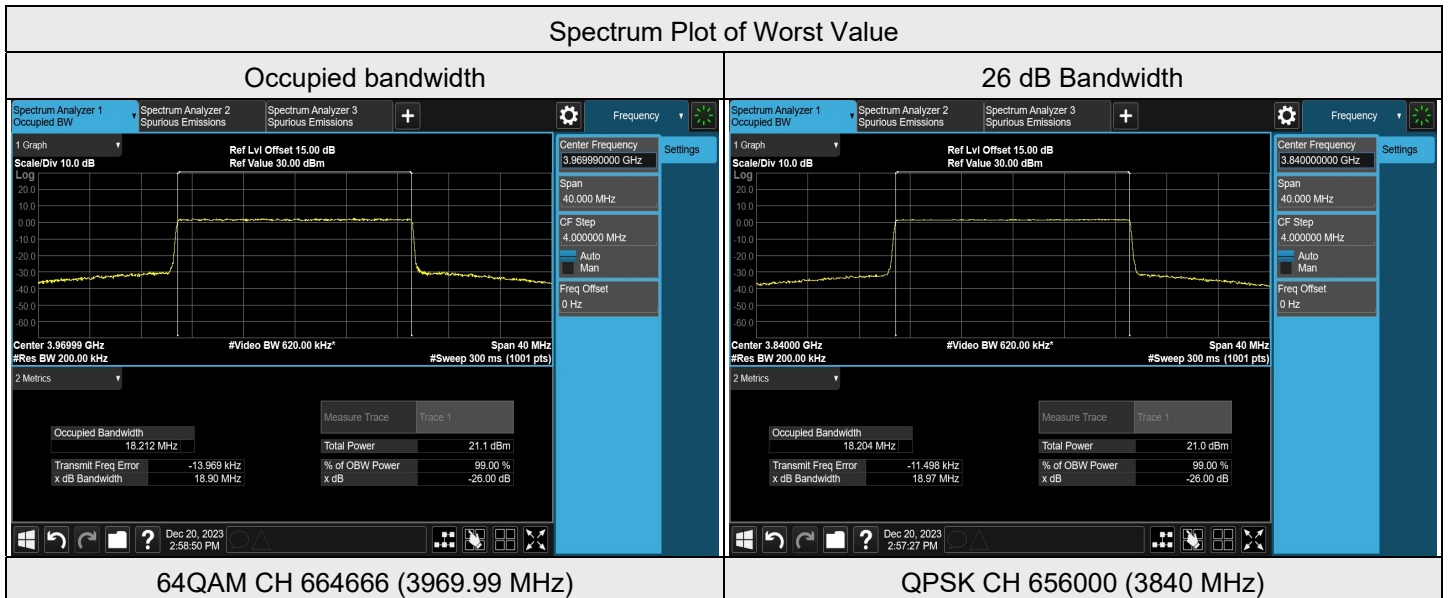 Spectrum Plot of Worst Value
Occupied bandwidth
26 dB Bandwidth
Spectrum Analyzer 1
Occupied BW
Spectrum Analyzer 2
Spurious Emissions
Spectrum Analyzer 3
Spurious Emissions
+
Frequency
1 Graph
Scale/Div 10.0 dB
Ref Lvl Offset 15.00 dB
Ref Value 30.00 dBm
Log
20.0
10.0
0.00
-10.0
-20.0
-30.0
-40.0
-50.0
-60.0
Center 3.96999 GHz
#Res BW 200.00 kHz
#Video BW 620.00 kHz*
Span 40 MHz
#Sweep 300 ms (1001 pts)
Center Frequency
3.969990000 GHz
Settings
Span
40.000 MHz
CF Step
4.000000 MHz
Auto
Man
Freq Offset
0 Hz
2 Metrics
Measure Trace Trace 1
Occupied Bandwidth
18.212 MHz
Total Power 21.1 dBm
Transmit Freq Error -13.969 kHz
% of OBW Power 99.00 %
x dB Bandwidth 18.90 MHz
x dB -26.00 dB
?
Dec 20, 2023
2:58:50 PM
Spectrum Analyzer 1
Occupied BW
Spectrum Analyzer 2
Spurious Emissions
Spectrum Analyzer 3
Spurious Emissions
+
Frequency
1 Graph
Scale/Div 10.0 dB
Ref Lvl Offset 15.00 dB
Ref Value 30.00 dBm
Log
20.0
10.0
0.00
-10.0
-20.0
-30.0
-40.0
-50.0
-60.0
Center 3.84000 GHz
#Res BW 200.00 kHz
#Video BW 620.00 kHz*
Span 40 MHz
#Sweep 300 ms (1001 pts)
Center Frequency
3.840000000 GHz
Settings
Span
40.000 MHz
CF Step
4.000000 MHz
Auto
Man
Freq Offset
0 Hz
2 Metrics
Measure Trace Trace 1
Occupied Bandwidth
18.204 MHz
Total Power 21.0 dBm
Transmit Freq Error -11.498 kHz
% of OBW Power 99.00 %
x dB Bandwidth 18.97 MHz
x dB -26.00 dB
?
Dec 20, 2023
2:57:27 PM
64QAM CH 664666 (3969.99 MHz)
QPSK CH 656000 (3840 MHz)